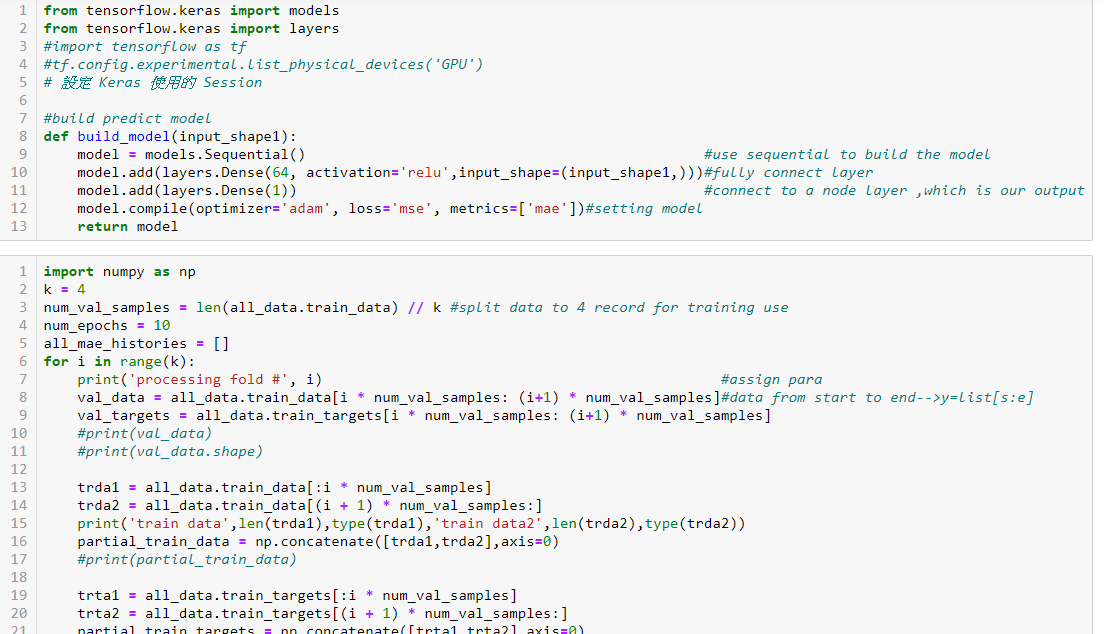 1 from tensorflow.keras import models
2 from tensorflow.keras import layers
3 #import tensorflow as tf
4 #tf.config.experimental.list_physical_devices('GPU')
5 # 設定 Keras 使用的 Session
6
7 #build predict model
8 def build_model(input_shape1):
9     model = models.Sequential()                                               #use sequential to build the model
10     model.add(layers.Dense(64, activation='relu',input_shape=(input_shape1,)))#fully connect layer
11     model.add(layers.Dense(1))                                                #connect to a node layer ,which is our output
12     model.compile(optimizer='adam', loss='mse', metrics=['mae'])#setting model
13     return model
1 import numpy as np
2 k = 4
3 num_val_samples = len(all_data.train_data) // k #split data to 4 record for training use
4 num_epochs = 10
5 all_mae_histories = []
6 for i in range(k):
7     print('processing fold #', i)                                               #assign para
8     val_data = all_data.train_data[i * num_val_samples: (i+1) * num_val_samples]#data from start to end-->y=list[s:e]
9     val_targets = all_data.train_targets[i * num_val_samples: (i+1) * num_val_samples]
10     #print(val_data)
11     #print(val_data.shape)
12
13     trda1 = all_data.train_data[:i * num_val_samples]
14     trda2 = all_data.train_data[(i + 1) * num_val_samples:]
15     print('train data',len(trda1),type(trda1),'train data2',len(trda2),type(trda2))
16     partial_train_data = np.concatenate([trda1,trda2],axis=0)
17     #print(partial_train_data)
18
19     trta1 = all_data.train_targets[:i * num_val_samples]
20     trta2 = all_data.train_targets[(i + 1) * num_val_samples:]
21     partial_train_targets = np.concatenate([trta1,trta2],axis=0)